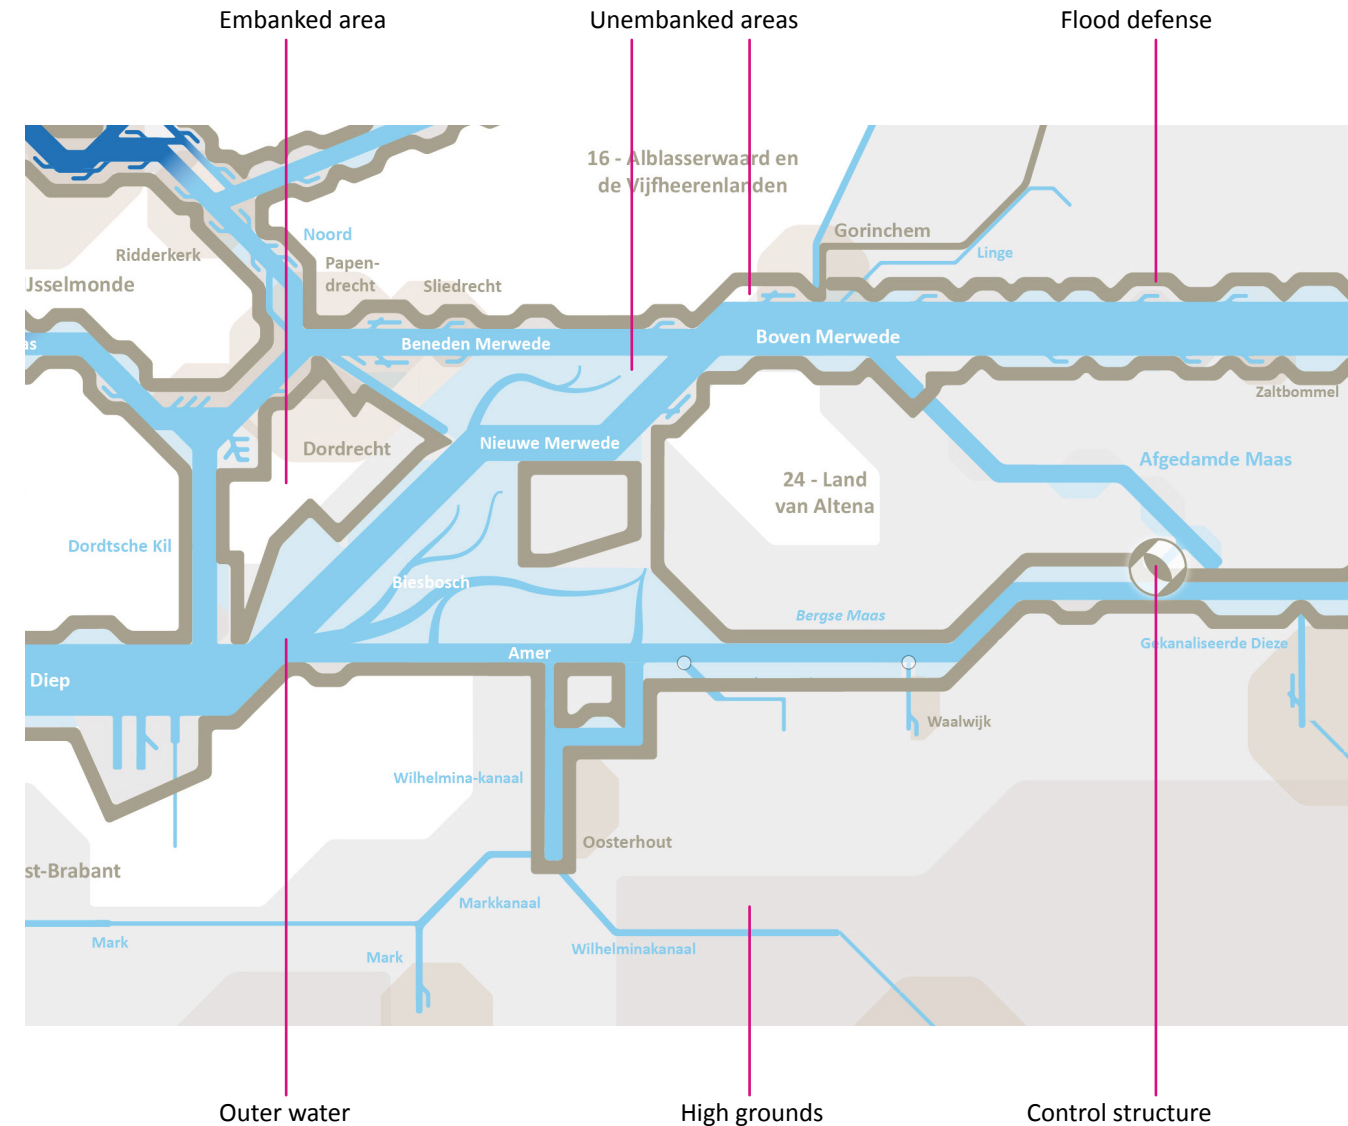 Embanked area
Unembanked areas
Flood defense
16 - Alblasserwaard en
de Vijfheerenlanden
Gorinchem
Noord
Ridderkerk
Linge
Papen-
drecht
Sliedrecht
Jsselmonde
as
Beneden Merwede
Boven Merwede
Zaltbommel
Dordrecht
Nieuwe Merwede
Afgedamde Maas
24 - Land
van Altena
Dordtsche Kil
Biesbosch
Bergse Maas
Gekanaliseerde Dieze
Amer
Diep
Waalwijk
Wilhelmina-kanaal
Oosterhout
st-Brabant
Markkanaal
Mark
Mark
Wilhelminakanaal
Outer water
High grounds
Control structure